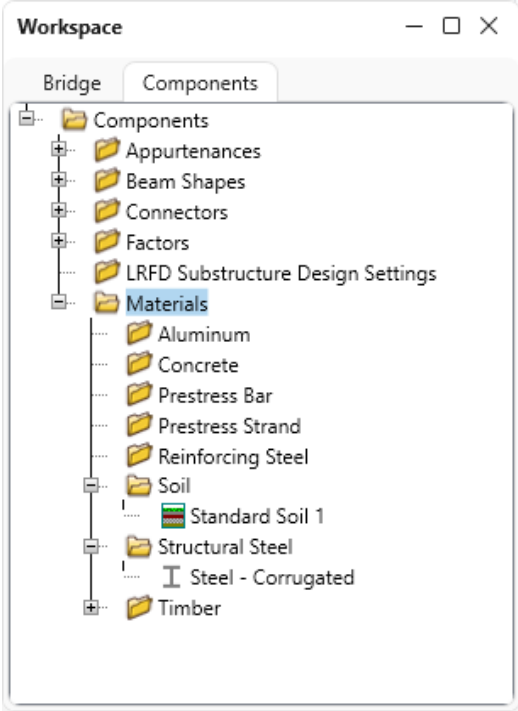 Workspace
Bridge Components
Components
Appurtenances
Beam Shapes
Connectors
Factors
LRFD Substructure Design Settings
Materials
Aluminum
Concrete
Prestress Bar
Prestress Strand
Reinforcing Steel
Soil
Standard Soil 1
Structural Steel
Steel - Corrugated
Timber